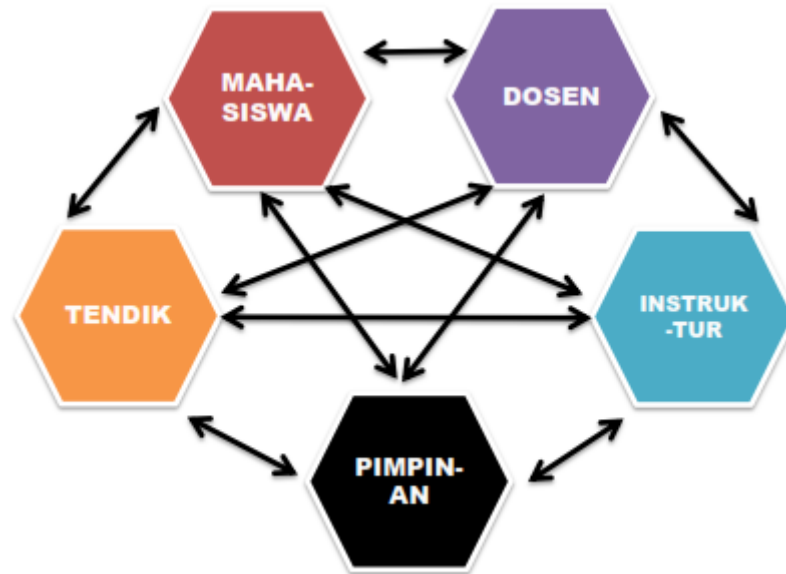 MAHA-
SISWA
DOSEN
TENDIK
INSTRUK
-TUR
PIMPIN-
AN